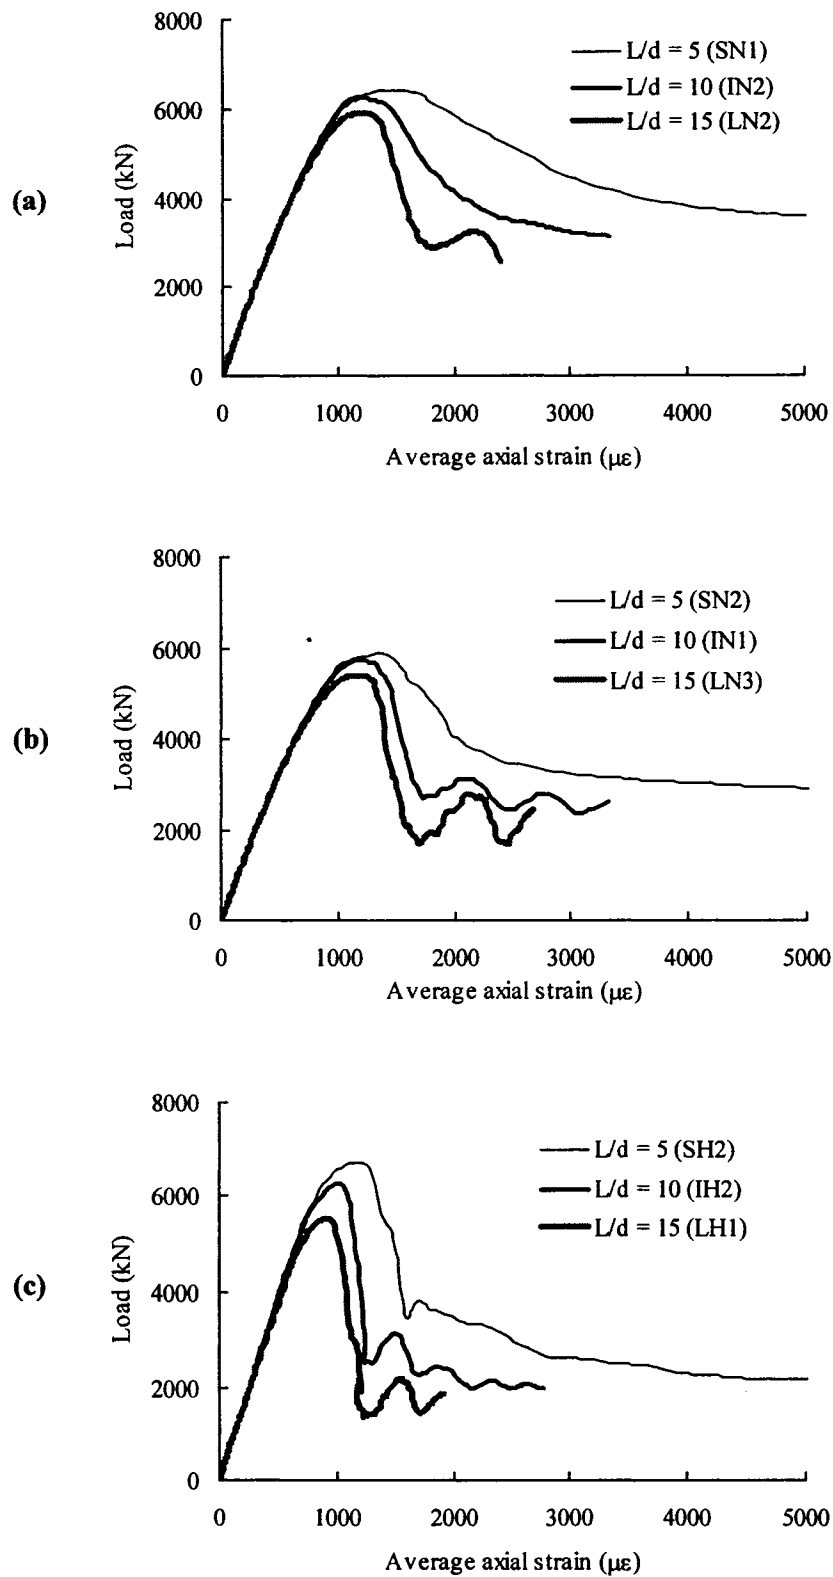 (a)
Load (kN)
8000
6000
4000
2000
0
0 1000 2000 3000 4000 5000
Average axial strain (με)
L/d = 5 (SN1)
L/d = 10 (IN2)
L/d = 15 (LN2)
(b)
Load (kN)
8000
6000
4000
2000
0
0 1000 2000 3000 4000 5000
Average axial strain (με)
L/d = 5 (SN2)
L/d = 10 (IN1)
L/d = 15 (LN3)
(c)
Load (kN)
8000
6000
4000
2000
0
0 1000 2000 3000 4000 5000
Average axial strain (με)
L/d = 5 (SH2)
L/d = 10 (IH2)
L/d = 15 (LH1)